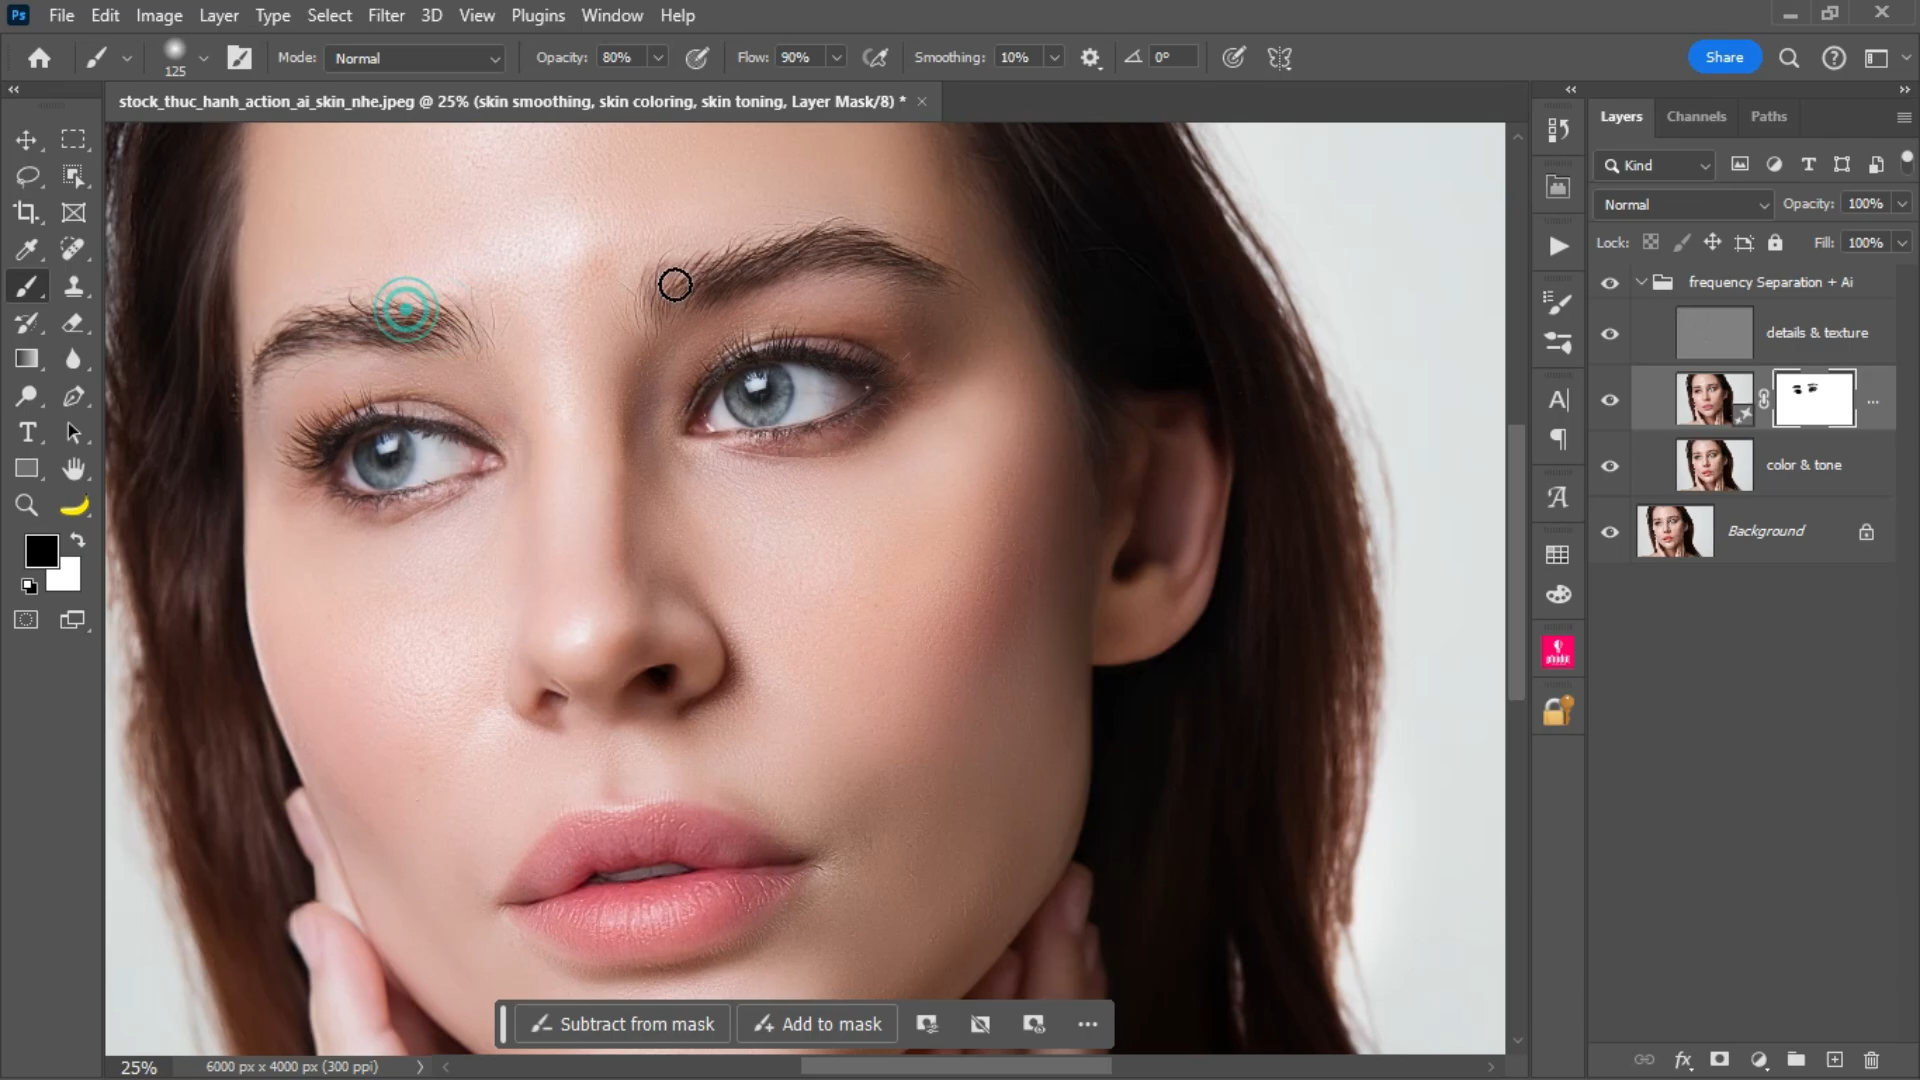 Ps File Edit Image Layer Type Select Filter 3D View Plugins Window Help
125 Mode: Normal Opacity: 80% Flow: 90% Smoothing: 10% 0° Share
stock_thuc_hanh_action_ai_skin_nhe.jpeg @ 25% (skin smoothing, skin coloring, skin toning, Layer Mask/8) *
Layers Channels Paths
Kind
Normal Opacity: 100%
Lock: Fill: 100%
frequency Separation + Ai
details & texture
color & tone
Background
Subtract from mask Add to mask
25% 6000 px x 4000 px (300 ppi)